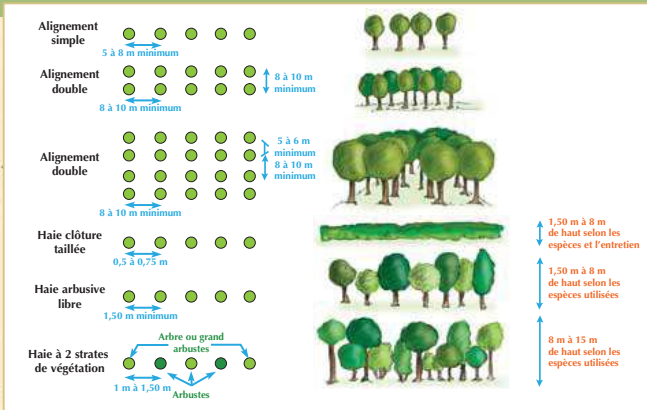 Alignement
simple
5 à 8 m minimum
Alignement
double
8 à 10 m
minimum
8 à 10 m minimum
Alignement
double
5 à 6 m
minimum
8 à 10 m
minimum
8 à 10 m minimum
Haie clôture
taillée
0,5 à 0,75 m
1,50 m à 8 m
de haut selon les
espèces et l'entretien
Haie arbusive
libre
1,50 m minimum
1,50 m à 8 m
de haut selon les
espèces utilisées
Haie à 2 strates
de végétation
Arbre ou grand
arbustes
1 m à 1,50 m
Arbustes
8 m à 15 m
de haut selon les
espèces utilisées